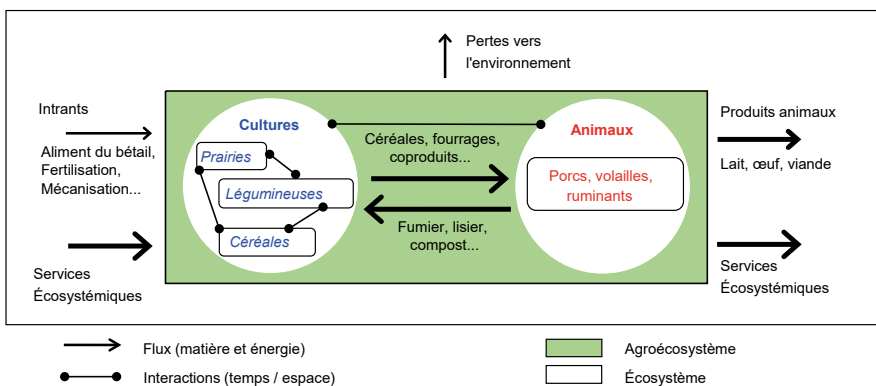 Pertes vers
l'environnement
Intrants
Aliment du bétail,
Fertilisation,
Mécanisation...
Services
Écosystémiques
Cultures
Prairies
Légumineuses
Céréales
Céréales, fourrages,
coproduits...
Fumier, lisier,
compost...
Animaux
Porcs, volailles,
ruminants
Produits animaux
Lait, œuf, viande
Services
Écosystémiques
Flux (matière et énergie)
Interactions (temps / espace)
Agroécosystème
Écosystème